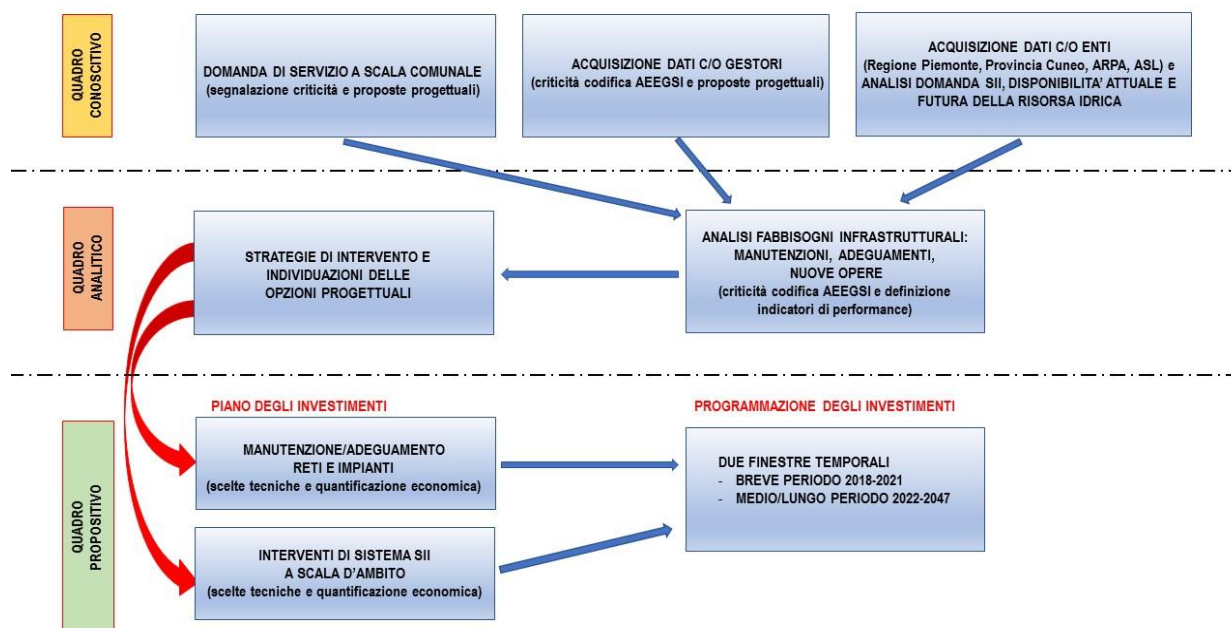 QUADRO
CONOSCITIVO
DOMANDA DI SERVIZIO A SCALA COMUNALE
(segnalazione criticità e proposte progettuali)
ACQUISIZIONE DATI C/O GESTORI
(criticità codifica AEEGSI e proposte progettuali)
ACQUISIZIONE DATI C/O ENTI
(Regione Piemonte, Provincia Cuneo, ARPA, ASL) e
ANALISI DOMANDA SII, DISPONIBILITA’ ATTUALE E
FUTURA DELLA RISORSA IDRICA
QUADRO
ANALITICO
STRATEGIE DI INTERVENTO E
INDIVIDUAZIONI DELLE
OPZIONI PROGETTUALI
ANALISI FABBISOGNI INFRASTRUTTURALI:
MANUTENZIONI, ADEGUAMENTI,
NUOVE OPERE
(criticità codifica AEEGSI e definizione
indicatori di performance)
QUADRO
PROPOSITIVO
PIANO DEGLI INVESTIMENTI
MANUTENZIONE/ADEGUAMENTO
RETI E IMPIANTI
(scelte tecniche e quantificazione economica)
INTERVENTI DI SISTEMA SII
A SCALA D’AMBITO
(scelte tecniche e quantificazione economica)
PROGRAMMAZIONE DEGLI INVESTIMENTI
DUE FINESTRE TEMPORALI
- BREVE PERIODO 2018-2021
- MEDIO/LUNGO PERIODO 2022-2047